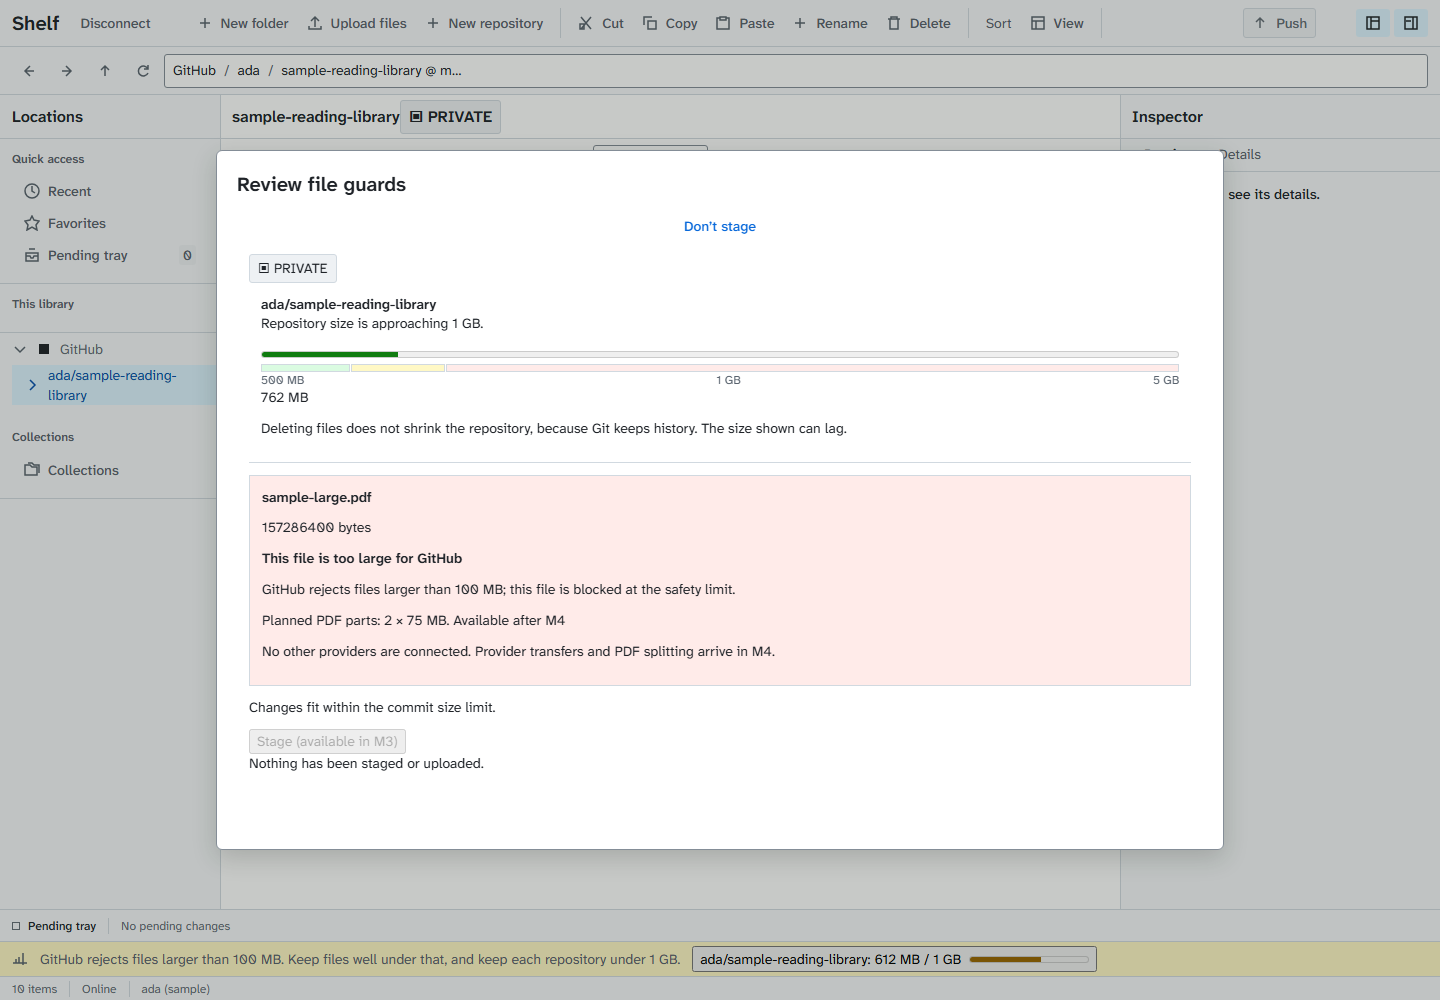 Shelf
Disconnect
New folder
Upload files
New repository
Cut
Copy
Paste
Rename
Delete
Sort
View
Push
GitHub / ada / sample-reading-library @ m...
Locations
sample-reading-library
PRIVATE
Inspector
Quick access
Recent
Favorites
Pending tray
0
This library
GitHub
ada/sample-reading-
library
Collections
Collections
Details
see its details.
Review file guards
Don't stage
PRIVATE
ada/sample-reading-library
Repository size is approaching 1 GB.
500 MB
1 GB
5 GB
762 MB
Deleting files does not shrink the repository, because Git keeps history. The size shown can lag.
sample-large.pdf
157286400 bytes
This file is too large for GitHub
GitHub rejects files larger than 100 MB; this file is blocked at the safety limit.
Planned PDF parts: 2 × 75 MB. Available after M4
No other providers are connected. Provider transfers and PDF splitting arrive in M4.
Changes fit within the commit size limit.
Stage (available in M3)
Nothing has been staged or uploaded.
Pending tray
No pending changes
GitHub rejects files larger than 100 MB. Keep files well under that, and keep each repository under 1 GB.
ada/sample-reading-library: 612 MB / 1 GB
10 items
Online
ada (sample)